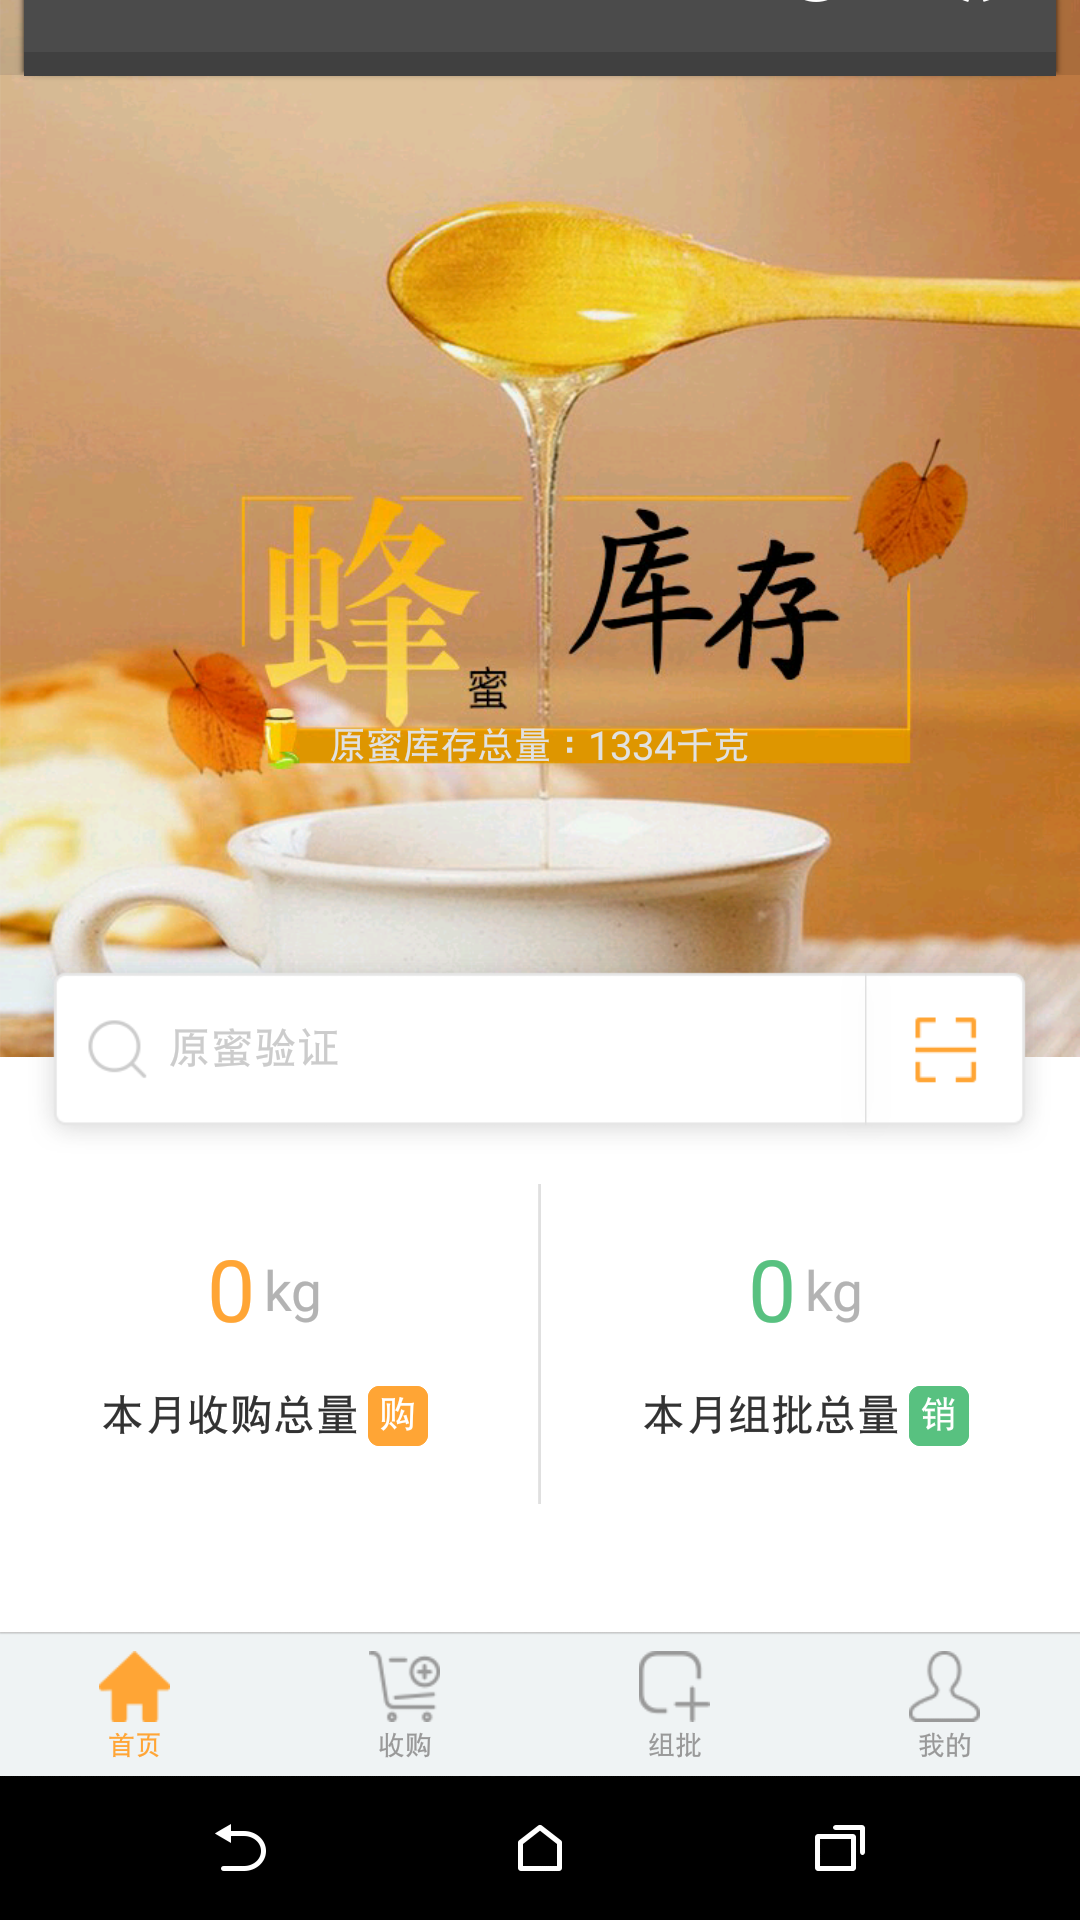 蜂蜜 库存
原蜜库存总量：1334千克
原蜜验证
0 kg
0 kg
本月收购总量 购
本月组批总量 销
首页 收购 组批 我的